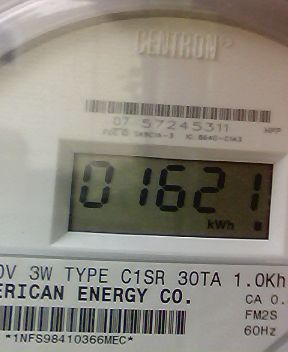 CENTRON®
07 57245311
01621
kWh
0V 3W TYPE C1SR 30TA 1.0Kh
ERICAN ENERGY CO. CA 0.
FM2S
60Hz
*1NFS98410366MEC*